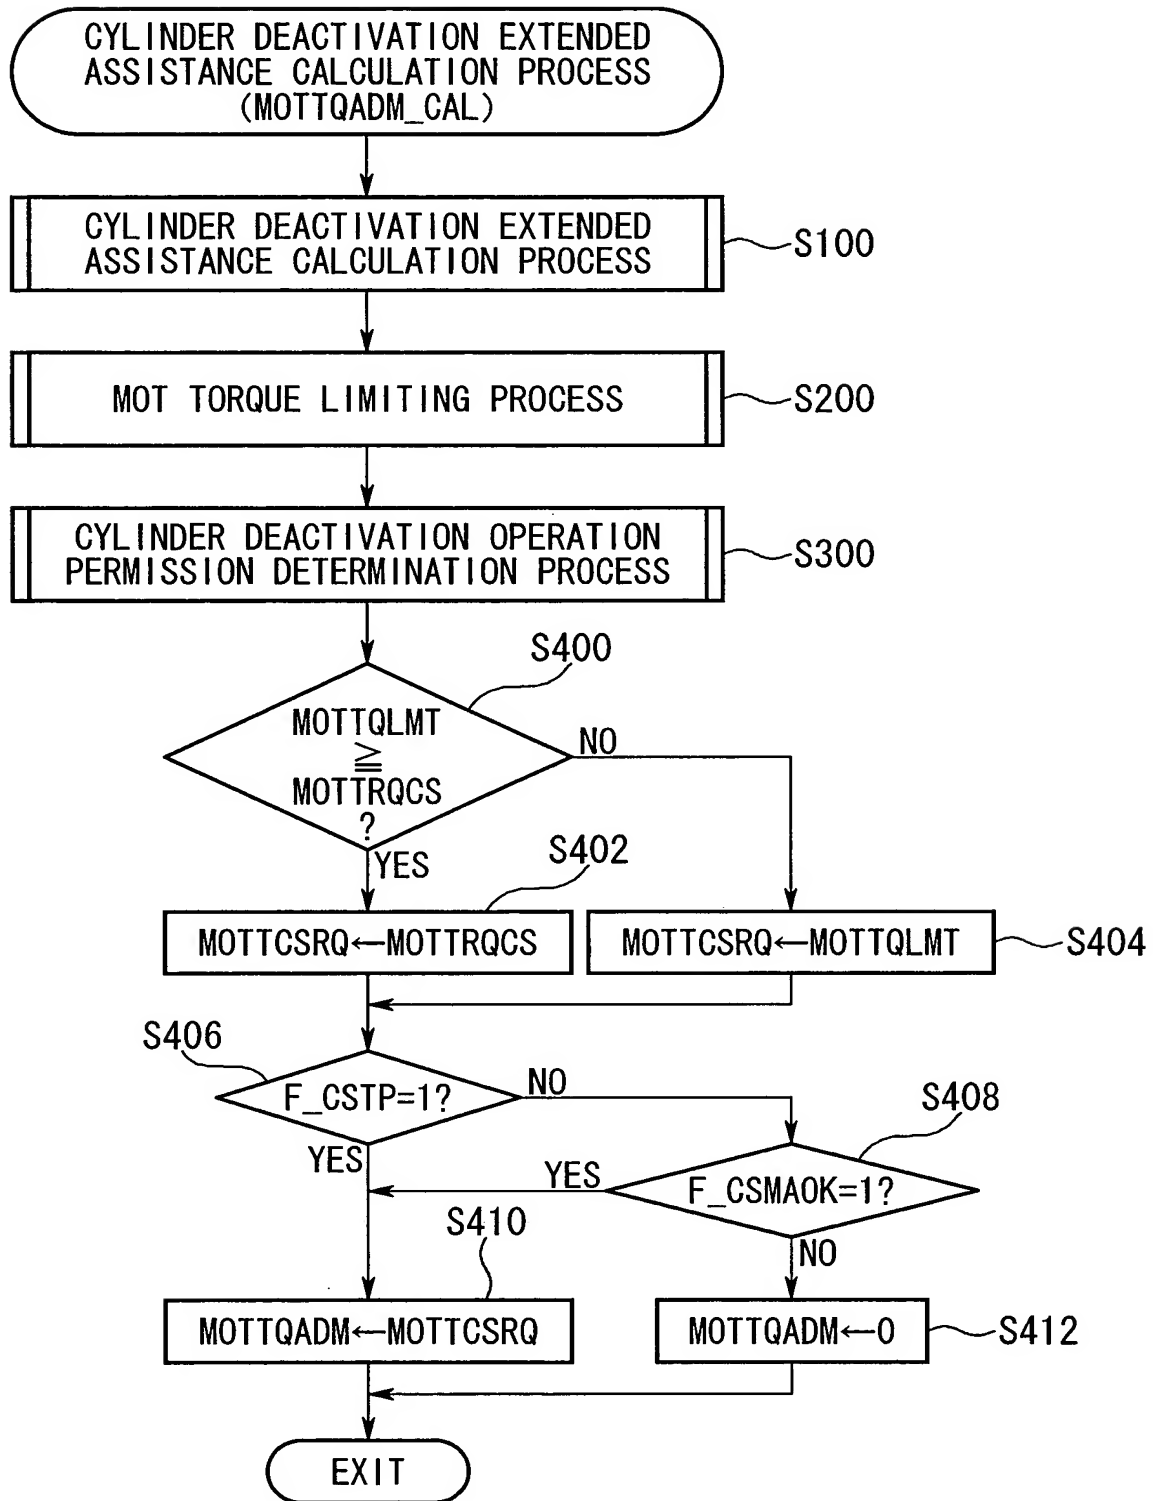 CYLINDER DEACTIVATION EXTENDED
ASSISTANCE CALCULATION PROCESS
(MOTTQADM_CAL)
CYLINDER DEACTIVATION EXTENDED
ASSISTANCE CALCULATION PROCESS
S100
MOT TORQUE LIMITING PROCESS
S200
CYLINDER DEACTIVATION OPERATION
PERMISSION DETERMINATION PROCESS
S300
S400
MOTTQLMT
≧
MOTTRQCS
?
NO
YES
S402
MOTTCSRQ←MOTTRQCS
MOTTCSRQ←MOTTQLMT
S404
S406
F_CSTP=1?
NO
YES
S408
F_CSMAOK=1?
YES
NO
S410
MOTTQADM←MOTTCSRQ
MOTTQADM←0
S412
EXIT